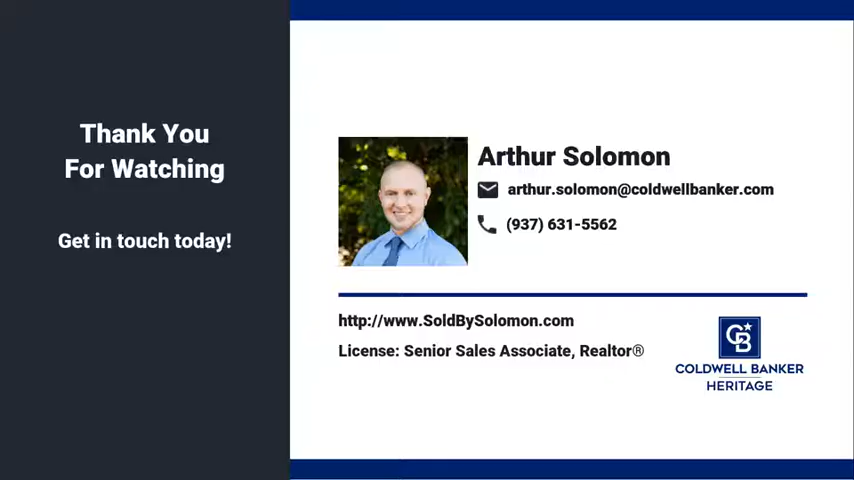 Thank You
For Watching
Get in touch today!
Arthur Solomon
arthur.solomon@coldwellbanker.com
(937) 631-5562
http://www.SoldBySolomon.com
License: Senior Sales Associate, Realtor®
CB
COLDWELL BANKER
HERITAGE